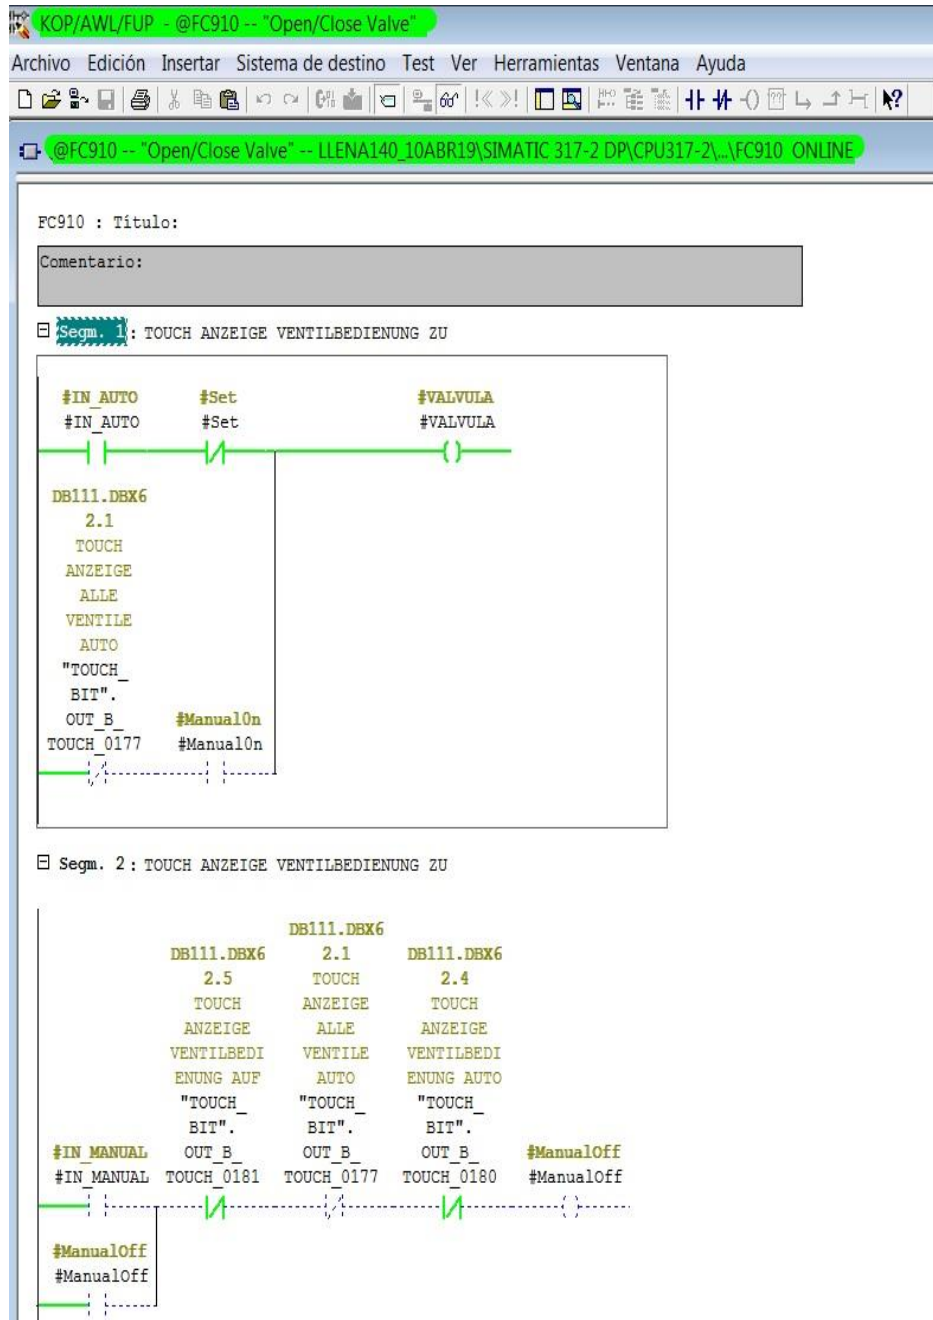 KOP/AWL/FUP - @FC910 -- "Open/Close Valve"
Archivo Edición Insertar Sistema de destino Test Ver Herramientas Ventana Ayuda
@FC910 -- "Open/Close Valve" -- LLENA140_10ABR19\SIMATIC 317-2 DP\CPU317-2\...\FC910 ONLINE
FC910 : Título:
Comentario:
Segm. 1: TOUCH ANZEIGE VENTILBEDIENUNG ZU
#IN_AUTO #Set #VALVULA
#IN_AUTO #Set #VALVULA
DB111.DBX6
2.1
TOUCH
ANZEIGE
ALLE
VENTILE
AUTO
"TOUCH_
BIT".
OUT_B_ #ManualOn
TOUCH_0177 #ManualOn
Segm. 2: TOUCH ANZEIGE VENTILBEDIENUNG ZU
DB111.DBX6
DB111.DBX6 2.1 DB111.DBX6
2.5 TOUCH 2.4
TOUCH ANZEIGE TOUCH
ANZEIGE ALLE ANZEIGE
VENTILBEDI VENTILE VENTILBEDI
ENUNG AUF AUTO ENUNG AUTO
"TOUCH_ "TOUCH_ "TOUCH_
BIT". BIT". BIT".
#IN_MANUAL OUT_B_ OUT_B_ OUT_B_ #ManualOff
#IN_MANUAL TOUCH_0181 TOUCH_0177 TOUCH_0180 #ManualOff
#ManualOff
#ManualOff